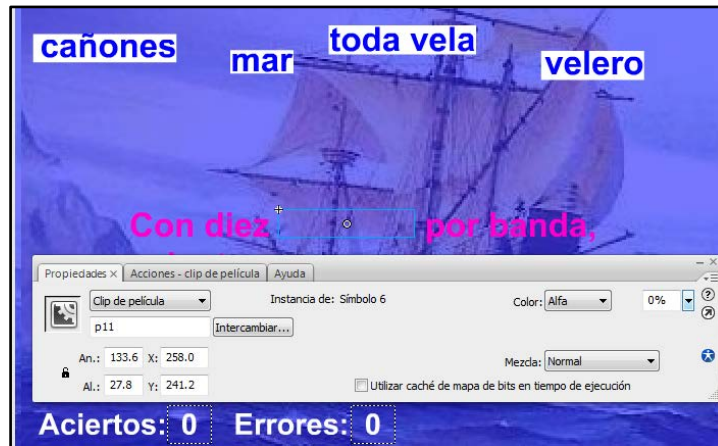 cañones
mar
toda vela
velero
Con diez por banda,
Propiedades × Acciones - clip de película Ayuda
Clip de película Instancia de: Símbolo 6 Color: Alfa 0%
p11 Intercambiar...
An.: 133.6 X: 258.0 Mezcla: Normal
Al.: 27.8 Y: 241.2 Utilizar caché de mapa de bits en tiempo de ejecución
Aciertos: 0 Errores: 0